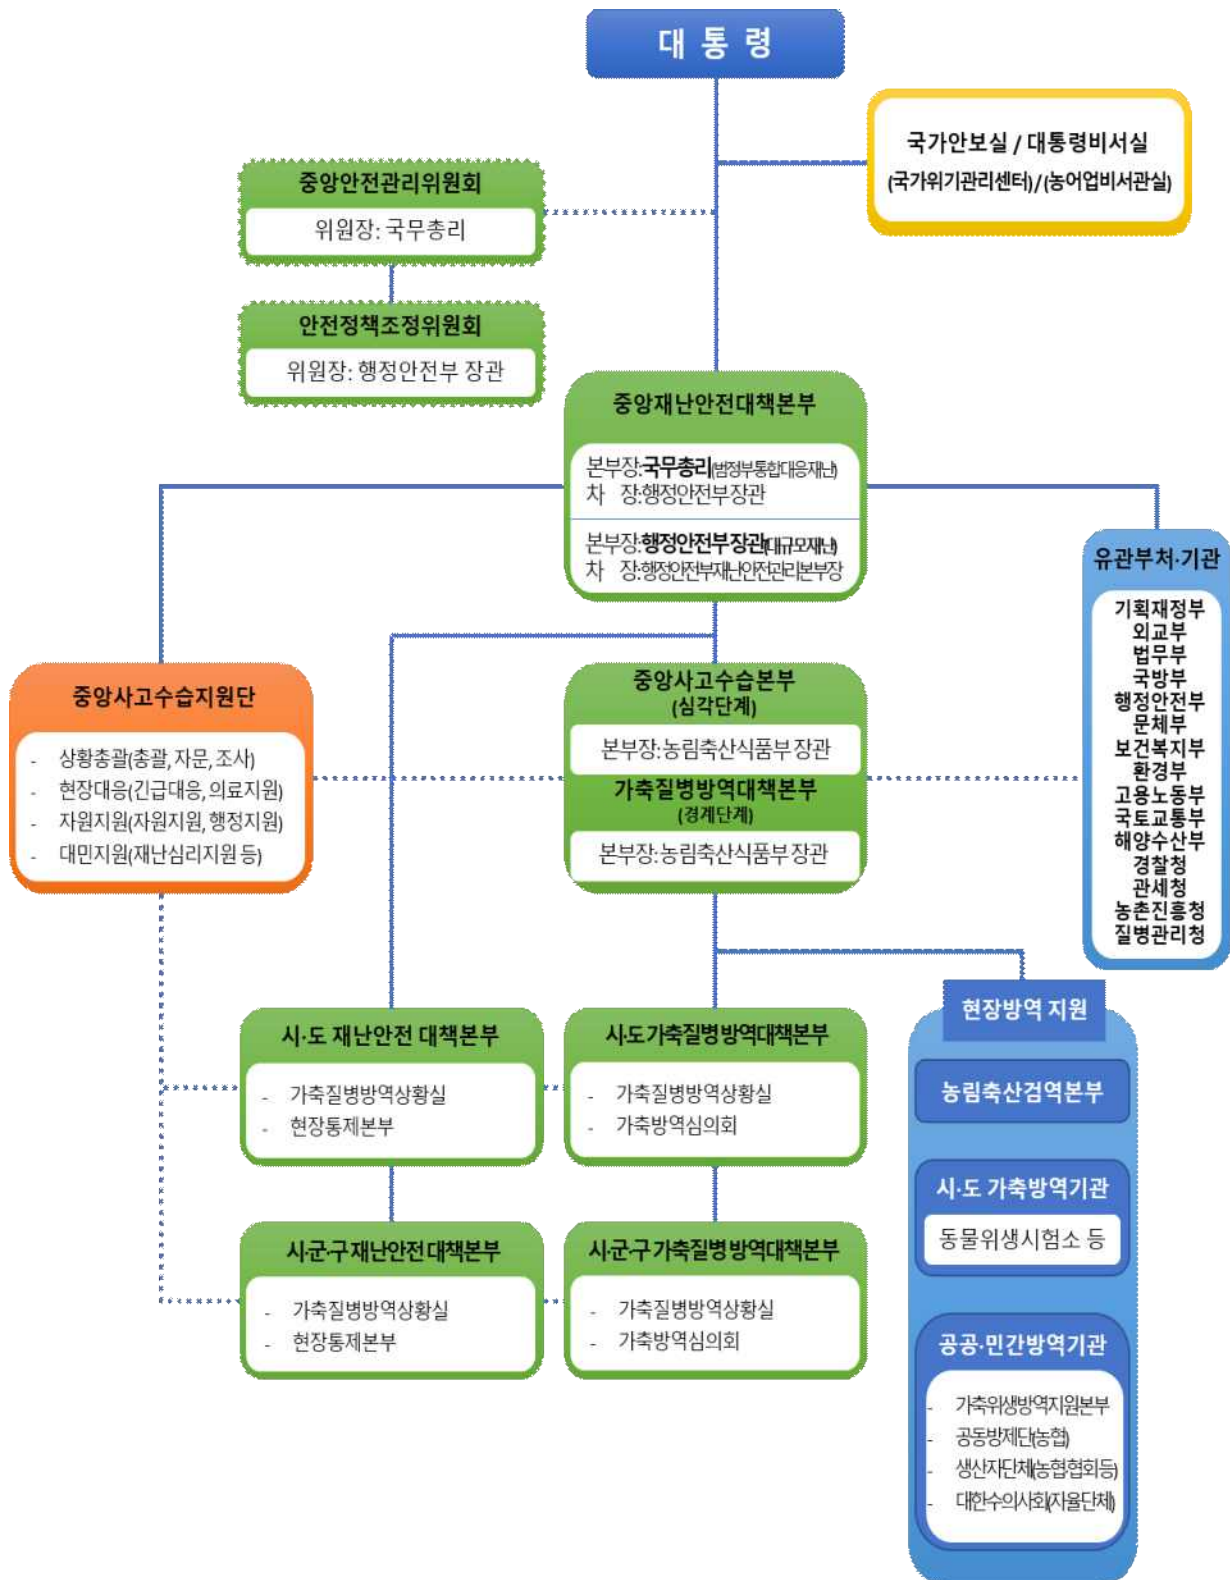 대 통 령
국가안보실 / 대통령비서실
(국가위기관리센터)/(농어업비서관실)
중앙안전관리위원회
위원장: 국무총리
안전정책조정위원회
위원장: 행정안전부 장관
중앙재난안전대책본부
본부장:국무총리(범정부통합대응재난)
차 장:행정안전부장관
본부장:행정안전부장관(대규모재난)
차 장:행정안전부재난안전관리본부장
유관부처·기관
기획재정부
외교부
법무부
국방부
행정안전부
문체부
보건복지부
환경부
고용노동부
국토교통부
해양수산부
경찰청
관세청
농촌진흥청
질병관리청
중앙사고수습지원단
- 상황총괄(총괄, 자문, 조사)
- 현장대응(긴급대응, 의료지원)
- 자원지원(자원지원, 행정지원)
- 대민지원(재난심리지원 등)
중앙사고수습본부
(심각단계)
본부장:농림축산식품부 장관
가축질병방역대책본부
(경계단계)
본부장:농림축산식품부 장관
시·도 재난안전 대책본부
- 가축질병방역상황실
- 현장통제본부
시·도 가축질병 방역대책본부
- 가축질병방역상황실
- 가축방역심의회
시·군·구 재난안전 대책본부
- 가축질병방역상황실
- 현장통제본부
시·군·구 가축질병 방역대책본부
- 가축질병방역상황실
- 가축방역심의회
현장방역 지원
농림축산검역본부
시·도 가축방역기관
동물위생시험소 등
공공·민간방역기관
- 가축위생방역지원본부
- 공동방제단(농협)
- 생산자단체(농협협회등)
- 대한수의사회(자율단체)